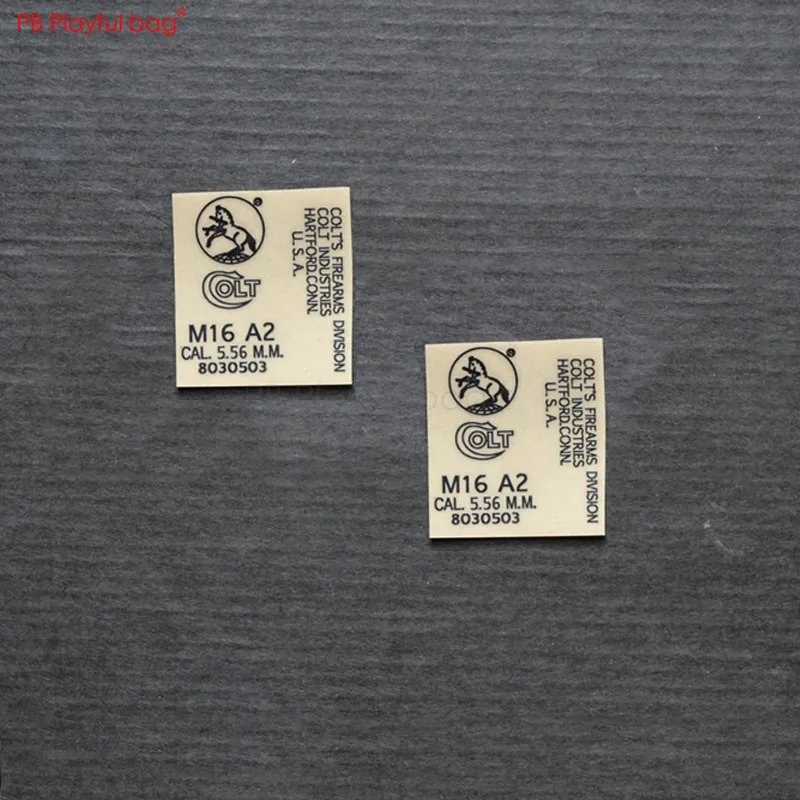 PB Playful bag®
®
COLT
M16 A2
CAL. 5.56 M.M.
8030503
COLT'S FIREARMS DIVISION
COLT INDUSTRIES
HARTFORD.CONN.
U.S.A.
®
COLT
M16 A2
CAL. 5.56 M.M.
8030503
COLT'S FIREARMS DIVISION
COLT INDUSTRIES
HARTFORD.CONN.
U.S.A.